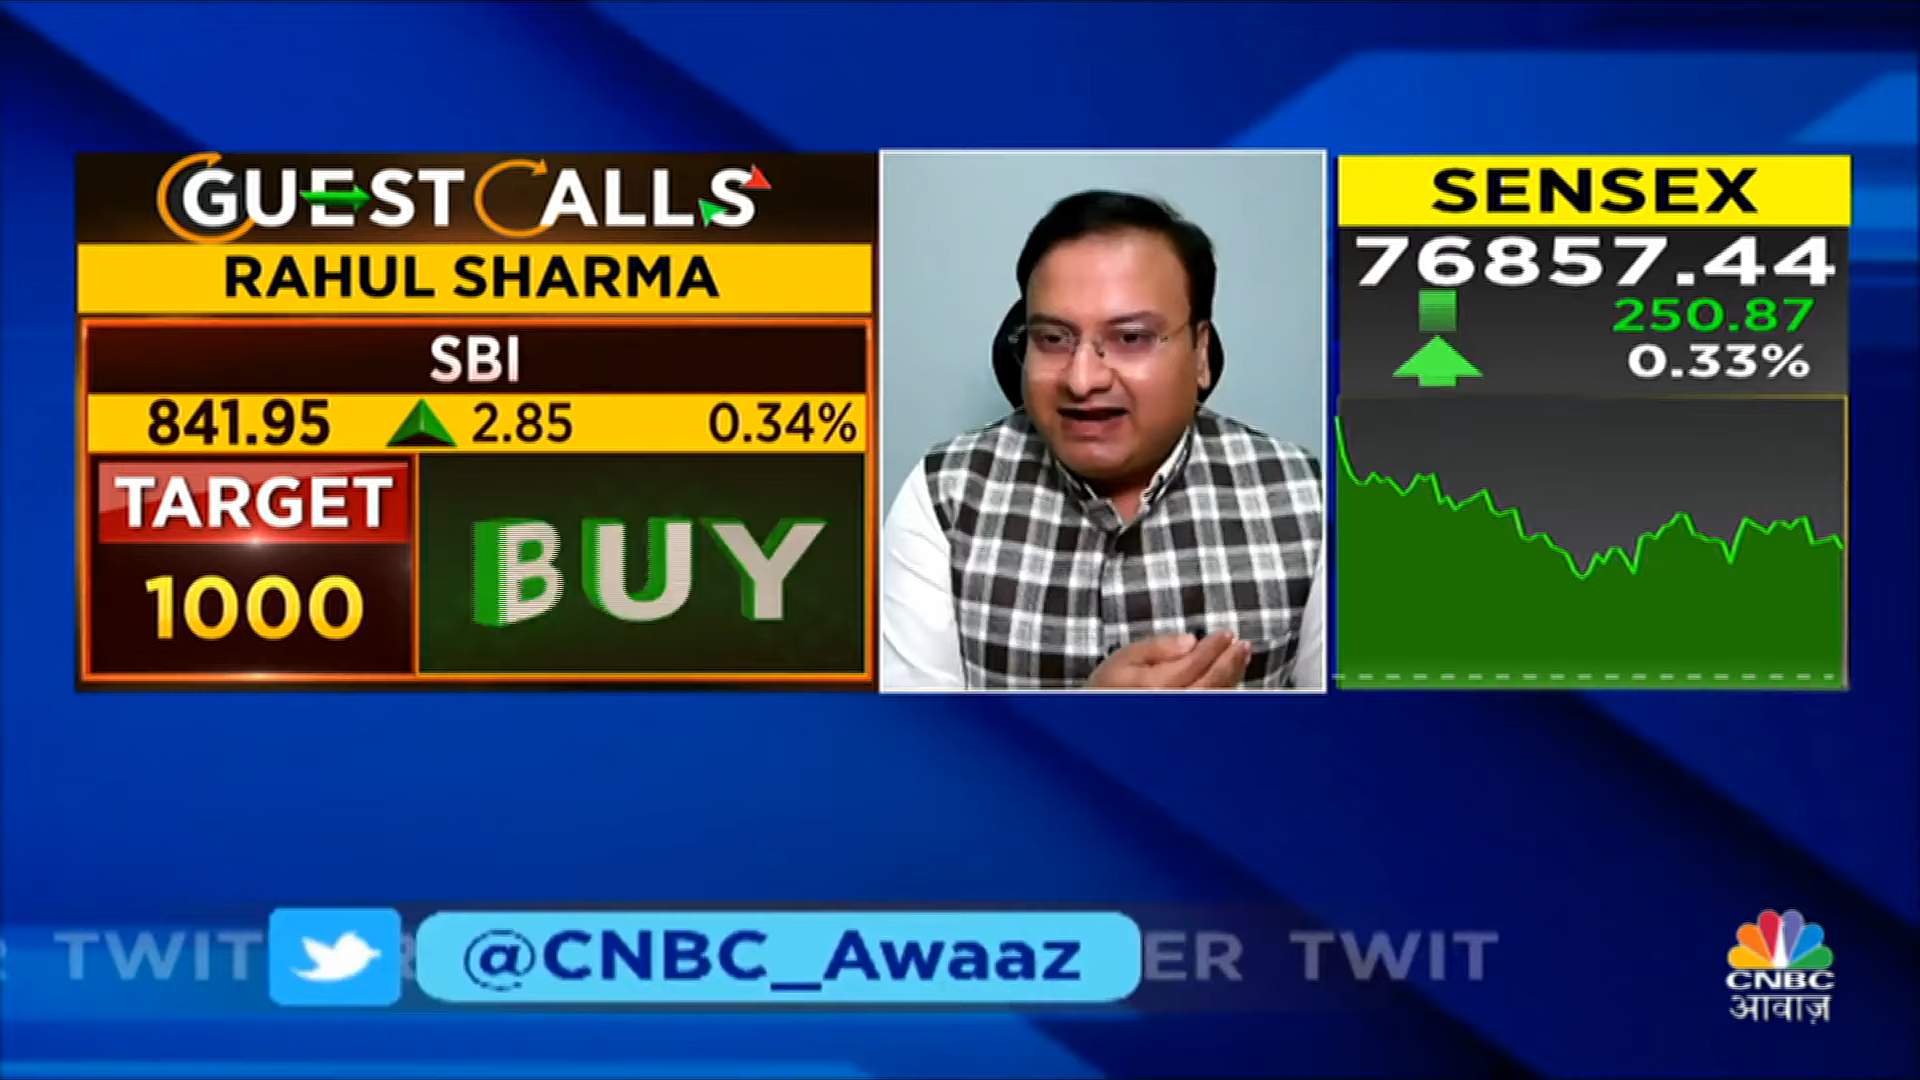 GUEST CALLS
RAHUL SHARMA
SBI
841.95 2.85 0.34%
TARGET
1000
BUY
SENSEX
76857.44
250.87
0.33%
R TWIT @CNBC_Awaaz ER TWIT
CNBC
आवाज़